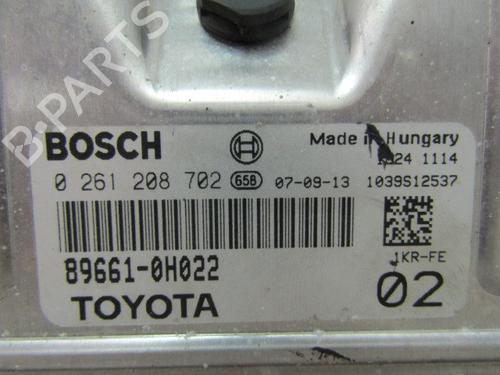 B-PARTS
BOSCH
Made in Hungary
1114
0 261 208 702 G5B 07-09-13 1039S12537
89661-0H022
1KR-FE
TOYOTA
02